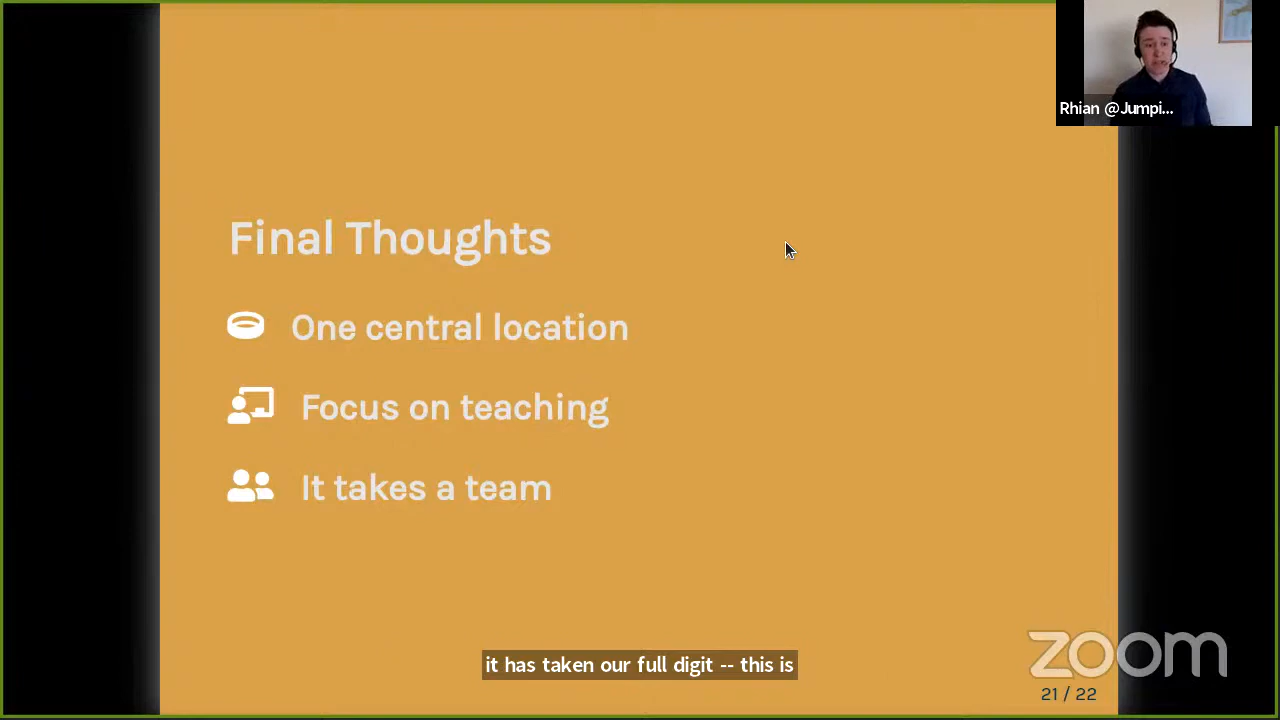 Rhian @Jumpi...
Final Thoughts
One central location
Focus on teaching
It takes a team
it has taken our full digit -- this is
zoom
21 / 22